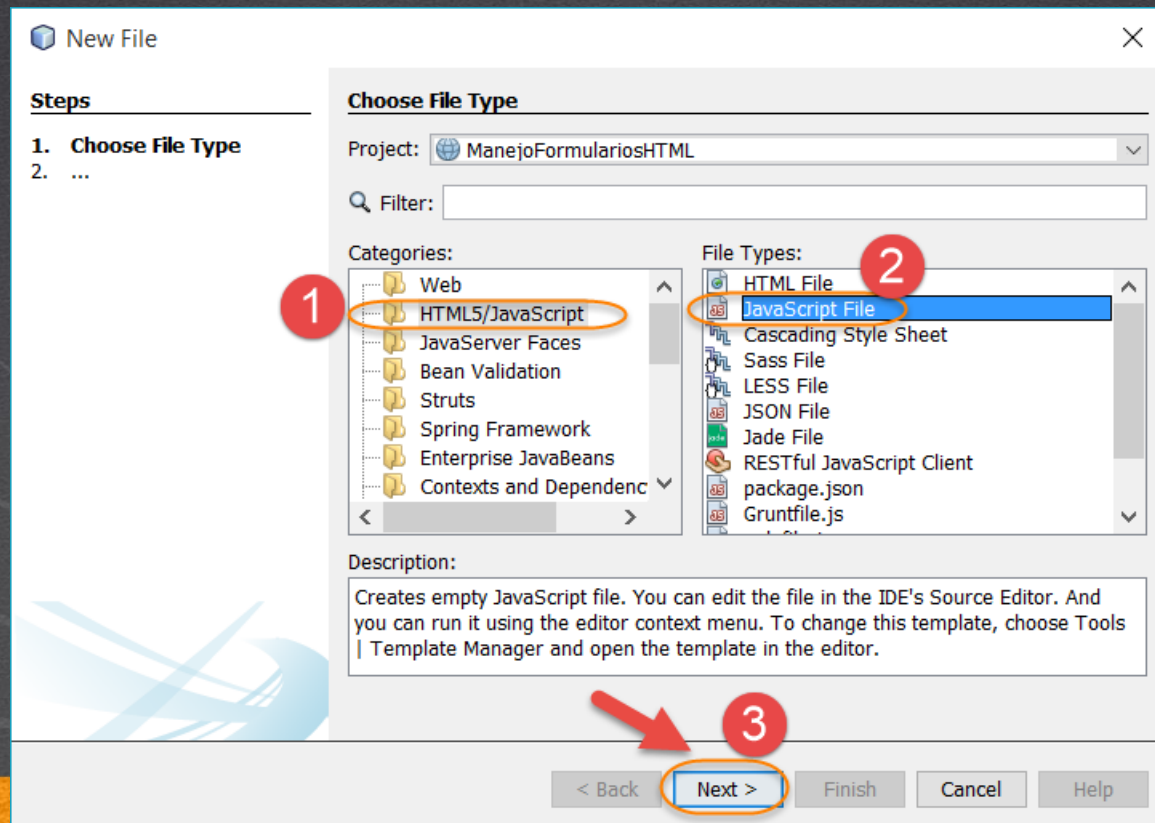 New File
Steps
1. Choose File Type
2. ...
Choose File Type
Project: ManejoFormulariosHTML
Filter:
Categories:
Web
HTML5/JavaScript
JavaServer Faces
Bean Validation
Struts
Spring Framework
Enterprise JavaBeans
Contexts and Dependenc
1
File Types:
2
HTML File
JavaScript File
Cascading Style Sheet
Sass File
LESS File
JSON File
Jade File
RESTful JavaScript Client
package.json
Gruntfile.js
Description:
Creates empty JavaScript file. You can edit the file in the IDE's Source Editor. And
you can run it using the editor context menu. To change this template, choose Tools
| Template Manager and open the template in the editor.
3
< Back Next > Finish Cancel Help